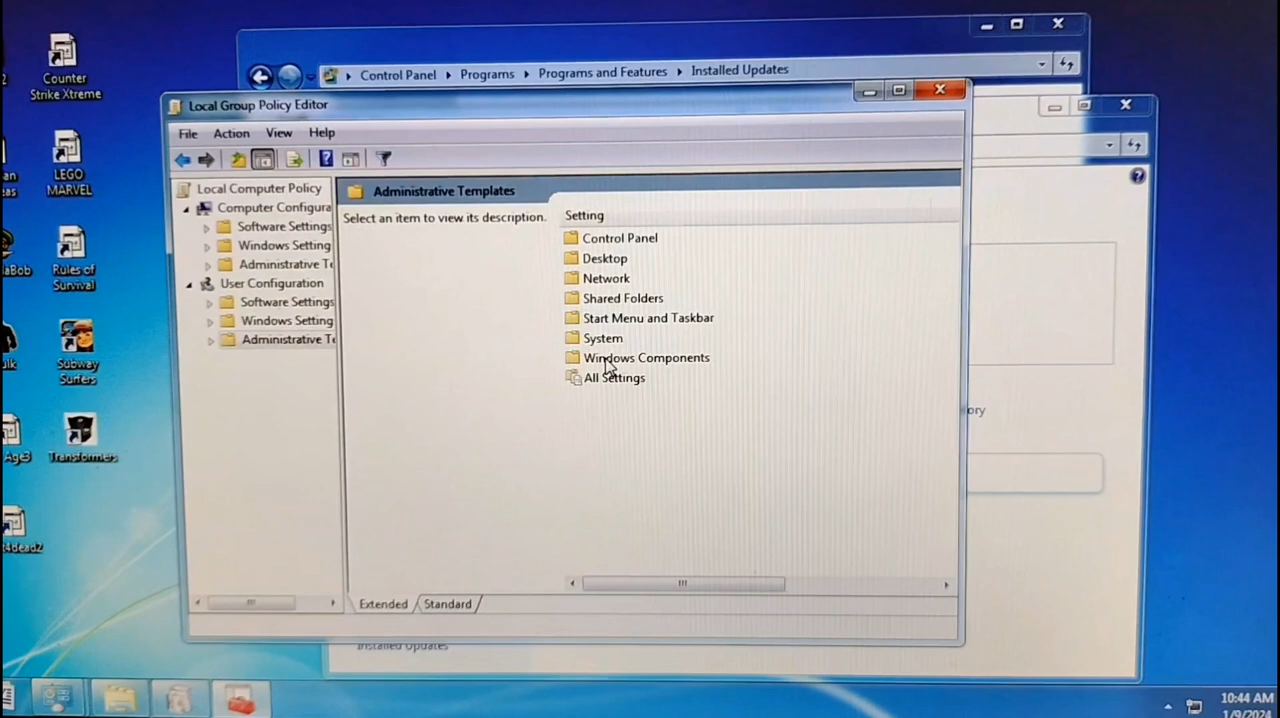 Counter
Strike Xtreme
LEGO
MARVEL
Rules of
Survival
Subway
Surfers
Age3
Transformers
Control Panel
Programs
Programs and Features
Installed Updates
Local Group Policy Editor
File
Action
View
Help
Local Computer Policy
Computer Configura
Software Settings
Windows Setting
Administrative Te
User Configuration
Software Settings
Windows Setting
Administrative Te
Administrative Templates
Select an item to view its description.
Setting
Control Panel
Desktop
Network
Shared Folders
Start Menu and Taskbar
System
Windows Components
All Settings
Extended
Standard
ory
Installed Updates
10:44 AM
1/9/2024